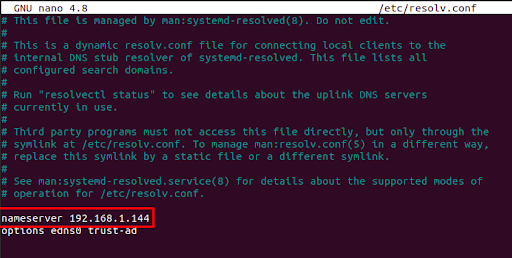 GNU nano 4.8 /etc/resolv.conf
# This file is managed by man:systemd-resolved(8). Do not edit.
#
# This is a dynamic resolv.conf file for connecting local clients to the
# internal DNS stub resolver of systemd-resolved. This file lists all
# configured search domains.
#
# Run "resolvectl status" to see details about the uplink DNS servers
# currently in use.
#
# Third party programs must not access this file directly, but only through the
# symlink at /etc/resolv.conf. To manage man:resolv.conf(5) in a different way,
# replace this symlink by a static file or a different symlink.
#
# See man:systemd-resolved.service(8) for details about the supported modes of
# operation for /etc/resolv.conf.
nameserver 192.168.1.144
options edns0 trust-ad